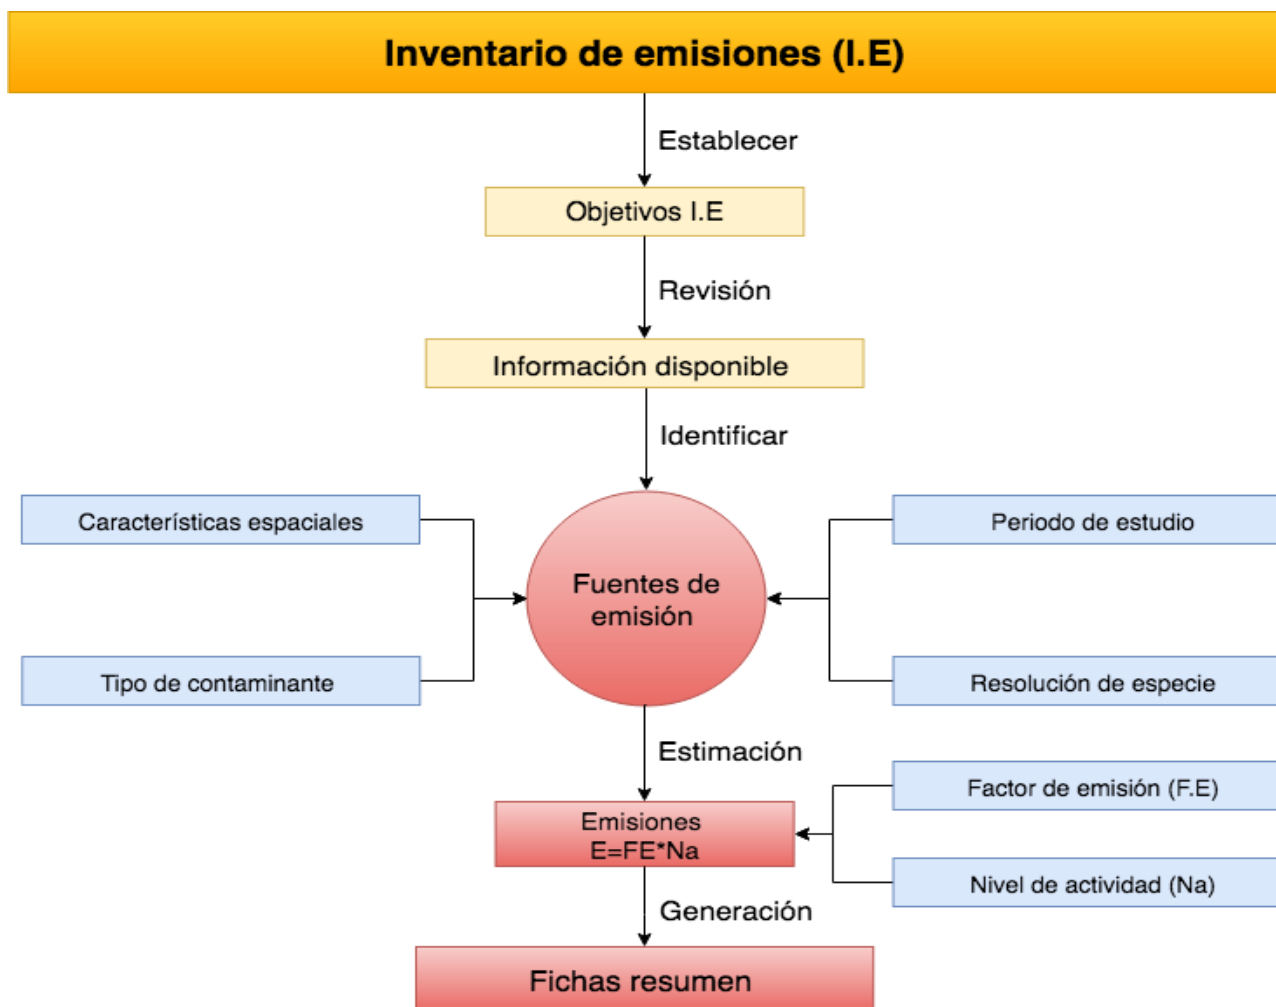 Inventario de emisiones (I.E)
Establecer
Objetivos I.E
Revisión
Información disponible
Identificar
Características espaciales
Periodo de estudio
Fuentes de
emisión
Tipo de contaminante
Resolución de especie
Estimación
Factor de emisión (F.E)
Emisiones
E=FE*Na
Nivel de actividad (Na)
Generación
Fichas resumen